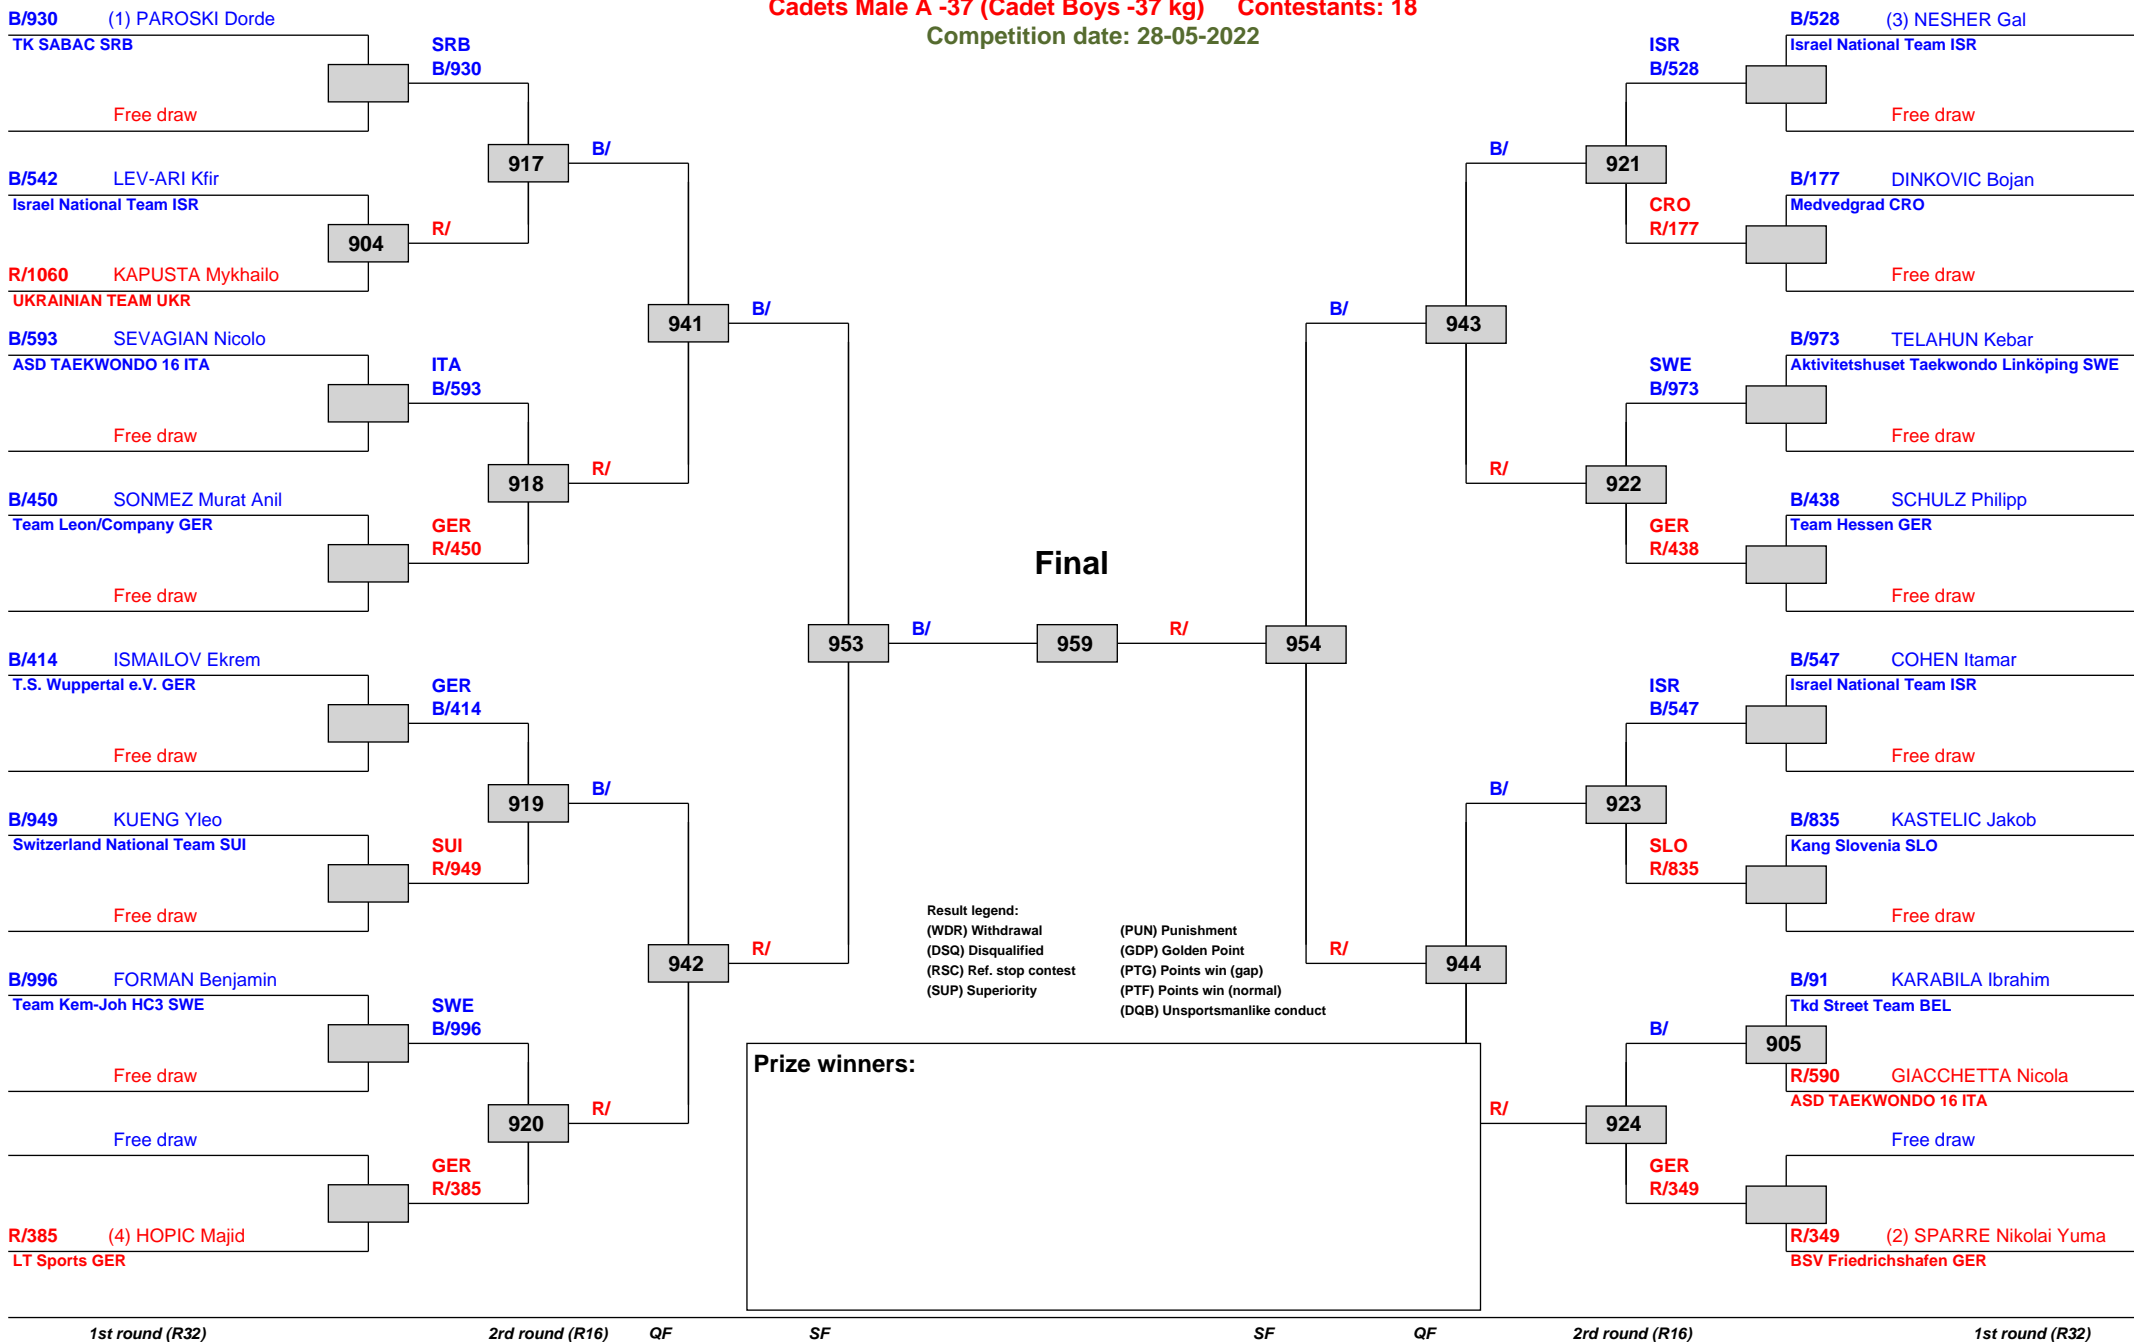 Cadets Male A -37 (Cadet Boys -37 kg) Contestants: 18
Competition date: 28-05-2022
B/930 (1) PAROSKI Dorde
TK SABAC SRB
Free draw
SRB
B/930
B/542 LEV-ARI Kfir
Israel National Team ISR
904
R/
R/1060 KAPUSTA Mykhailo
UKRAINIAN TEAM UKR
917
B/
B/593 SEVAGIAN Nicolo
ASD TAEKWONDO 16 ITA
Free draw
ITA
B/593
B/450 SONMEZ Murat Anil
Team Leon/Company GER
Free draw
GER
R/450
918
R/
941
B/
B/414 ISMAILOV Ekrem
T.S. Wuppertal e.V. GER
Free draw
GER
B/414
B/949 KUENG Yleo
Switzerland National Team SUI
Free draw
SUI
R/949
919
B/
B/996 FORMAN Benjamin
Team Kem-Joh HC3 SWE
Free draw
SWE
B/996
Free draw
R/385 (4) HOPIC Majid
LT Sports GER
GER
R/385
920
R/
942
R/
953
B/
Final
959
R/
954
B/528 (3) NESHER Gal
Israel National Team ISR
Free draw
ISR
B/528
B/177 DINKOVIC Bojan
Medvedgrad CRO
Free draw
CRO
R/177
921
B/
B/973 TELAHUN Kebar
Aktivitetshuset Taekwondo Linköping SWE
Free draw
SWE
B/973
B/438 SCHULZ Philipp
Team Hessen GER
Free draw
GER
R/438
922
R/
943
B/
B/547 COHEN Itamar
Israel National Team ISR
Free draw
ISR
B/547
B/835 KASTELIC Jakob
Kang Slovenia SLO
Free draw
SLO
R/835
923
B/
B/91 KARABILA Ibrahim
Tkd Street Team BEL
905
B/
R/590 GIACCHETTA Nicola
ASD TAEKWONDO 16 ITA
Free draw
R/349 (2) SPARRE Nikolai Yuma
BSV Friedrichshafen GER
GER
R/349
924
R/
944
R/
Result legend:
(WDR) Withdrawal (PUN) Punishment
(DSQ) Disqualified (GDP) Golden Point
(RSC) Ref. stop contest (PTG) Points win (gap)
(SUP) Superiority (PTF) Points win (normal)
(DQB) Unsportsmanlike conduct
Prize winners:
1st round (R32) 2rd round (R16) QF SF SF QF 2rd round (R16) 1st round (R32)